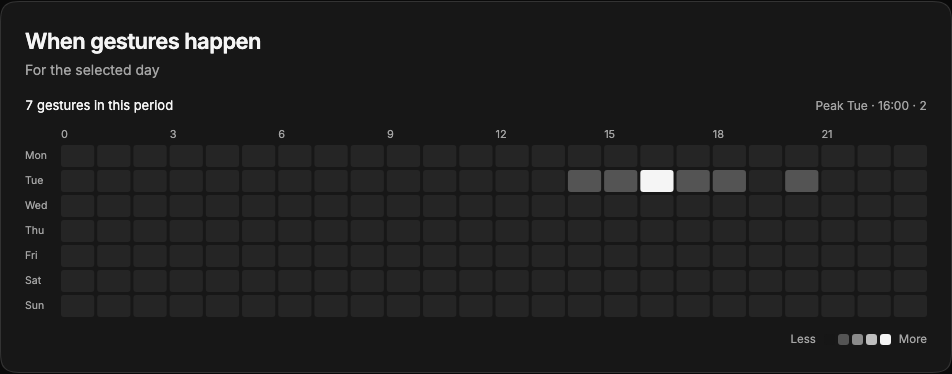 When gestures happen
For the selected day
7 gestures in this period
Peak Tue · 16:00 · 2
0 3 6 9 12 15 18 21
Mon
Tue
Wed
Thu
Fri
Sat
Sun
Less More